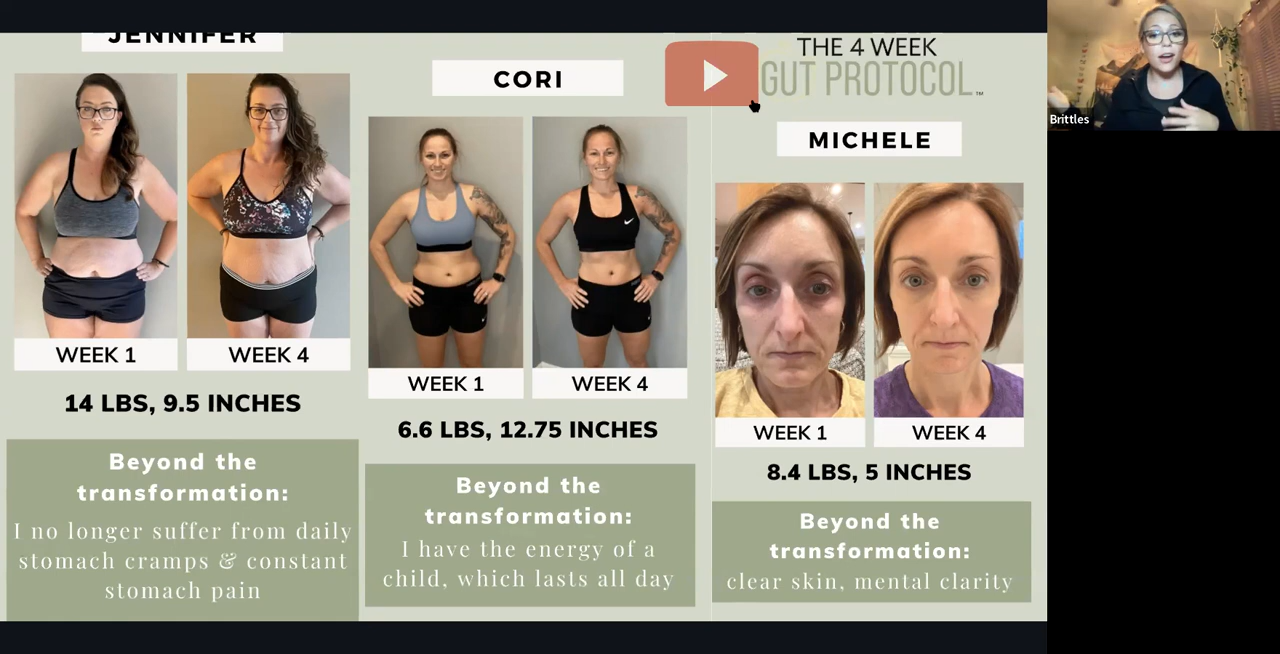 JENNIFER
WEEK 1
WEEK 4
14 LBS, 9.5 INCHES
Beyond the
transformation:
I no longer suffer from daily
stomach cramps & constant
stomach pain
CORI
WEEK 1
WEEK 4
6.6 LBS, 12.75 INCHES
Beyond the
transformation:
I have the energy of a
child, which lasts all day
THE 4 WEEK
GUT PROTOCOL™
MICHELE
WEEK 1
WEEK 4
8.4 LBS, 5 INCHES
Beyond the
transformation:
clear skin, mental clarity
Brittles